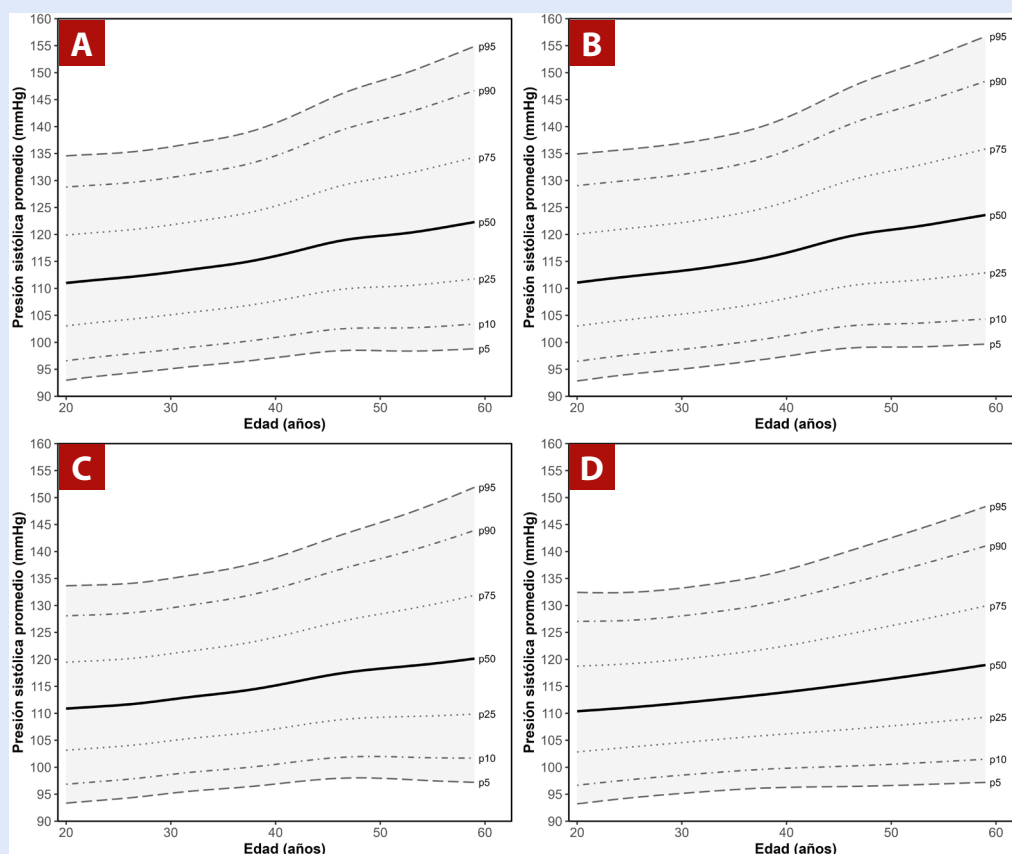 A
Presión sistólica promedio (mmHg)
160
155
150
145
140
135
130
125
120
115
110
105
100
95
90
p95
p90
p75
p50
p25
p10
p5
20 30 40 50 60
Edad (años)
B
Presión sistólica promedio (mmHg)
160
155
150
145
140
135
130
125
120
115
110
105
100
95
90
p95
p90
p75
p50
p25
p10
p5
20 30 40 50 60
Edad (años)
C
Presión sistólica promedio (mmHg)
160
155
150
145
140
135
130
125
120
115
110
105
100
95
90
p95
p90
p75
p50
p25
p10
p5
20 30 40 50 60
Edad (años)
D
Presión sistólica promedio (mmHg)
160
155
150
145
140
135
130
125
120
115
110
105
100
95
90
p95
p90
p75
p50
p25
p10
p5
20 30 40 50 60
Edad (años)